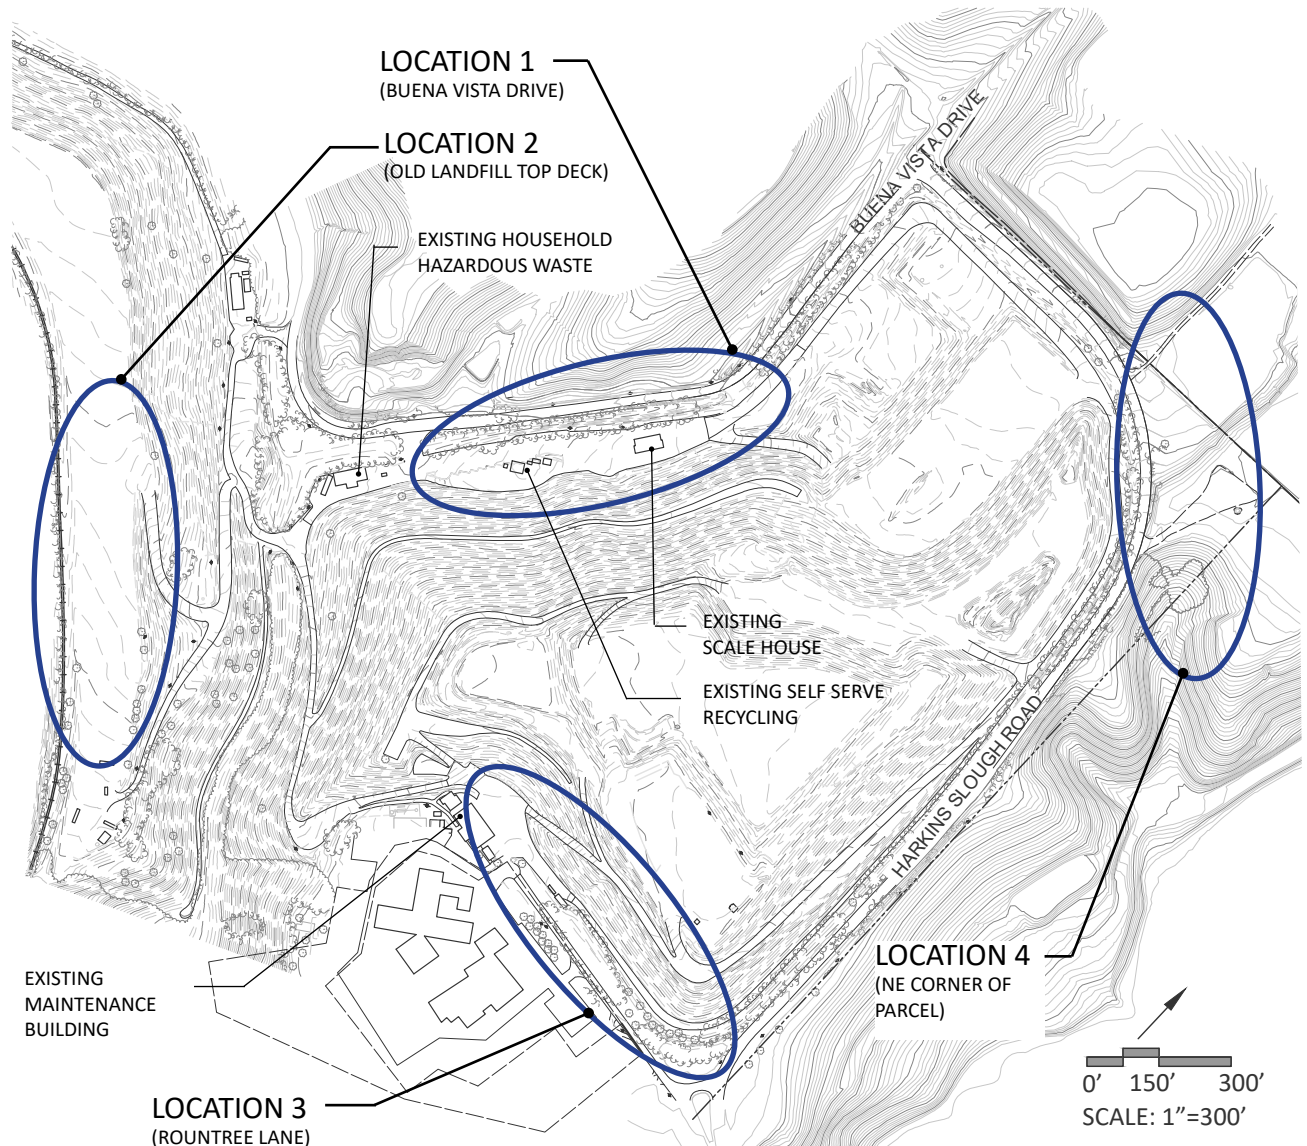 LOCATION 1
(BUENA VISTA DRIVE)
LOCATION 2
(OLD LANDFILL TOP DECK)
BUENA VISTA DRIVE
EXISTING HOUSEHOLD
HAZARDOUS WASTE
EXISTING
SCALE HOUSE
EXISTING SELF SERVE
RECYCLING
HARKINS SLOUGH ROAD
LOCATION 4
(NE CORNER OF
PARCEL)
EXISTING
MAINTENANCE
BUILDING
LOCATION 3
(ROUNTREE LANE)
0' 150' 300'
SCALE: 1”=300’